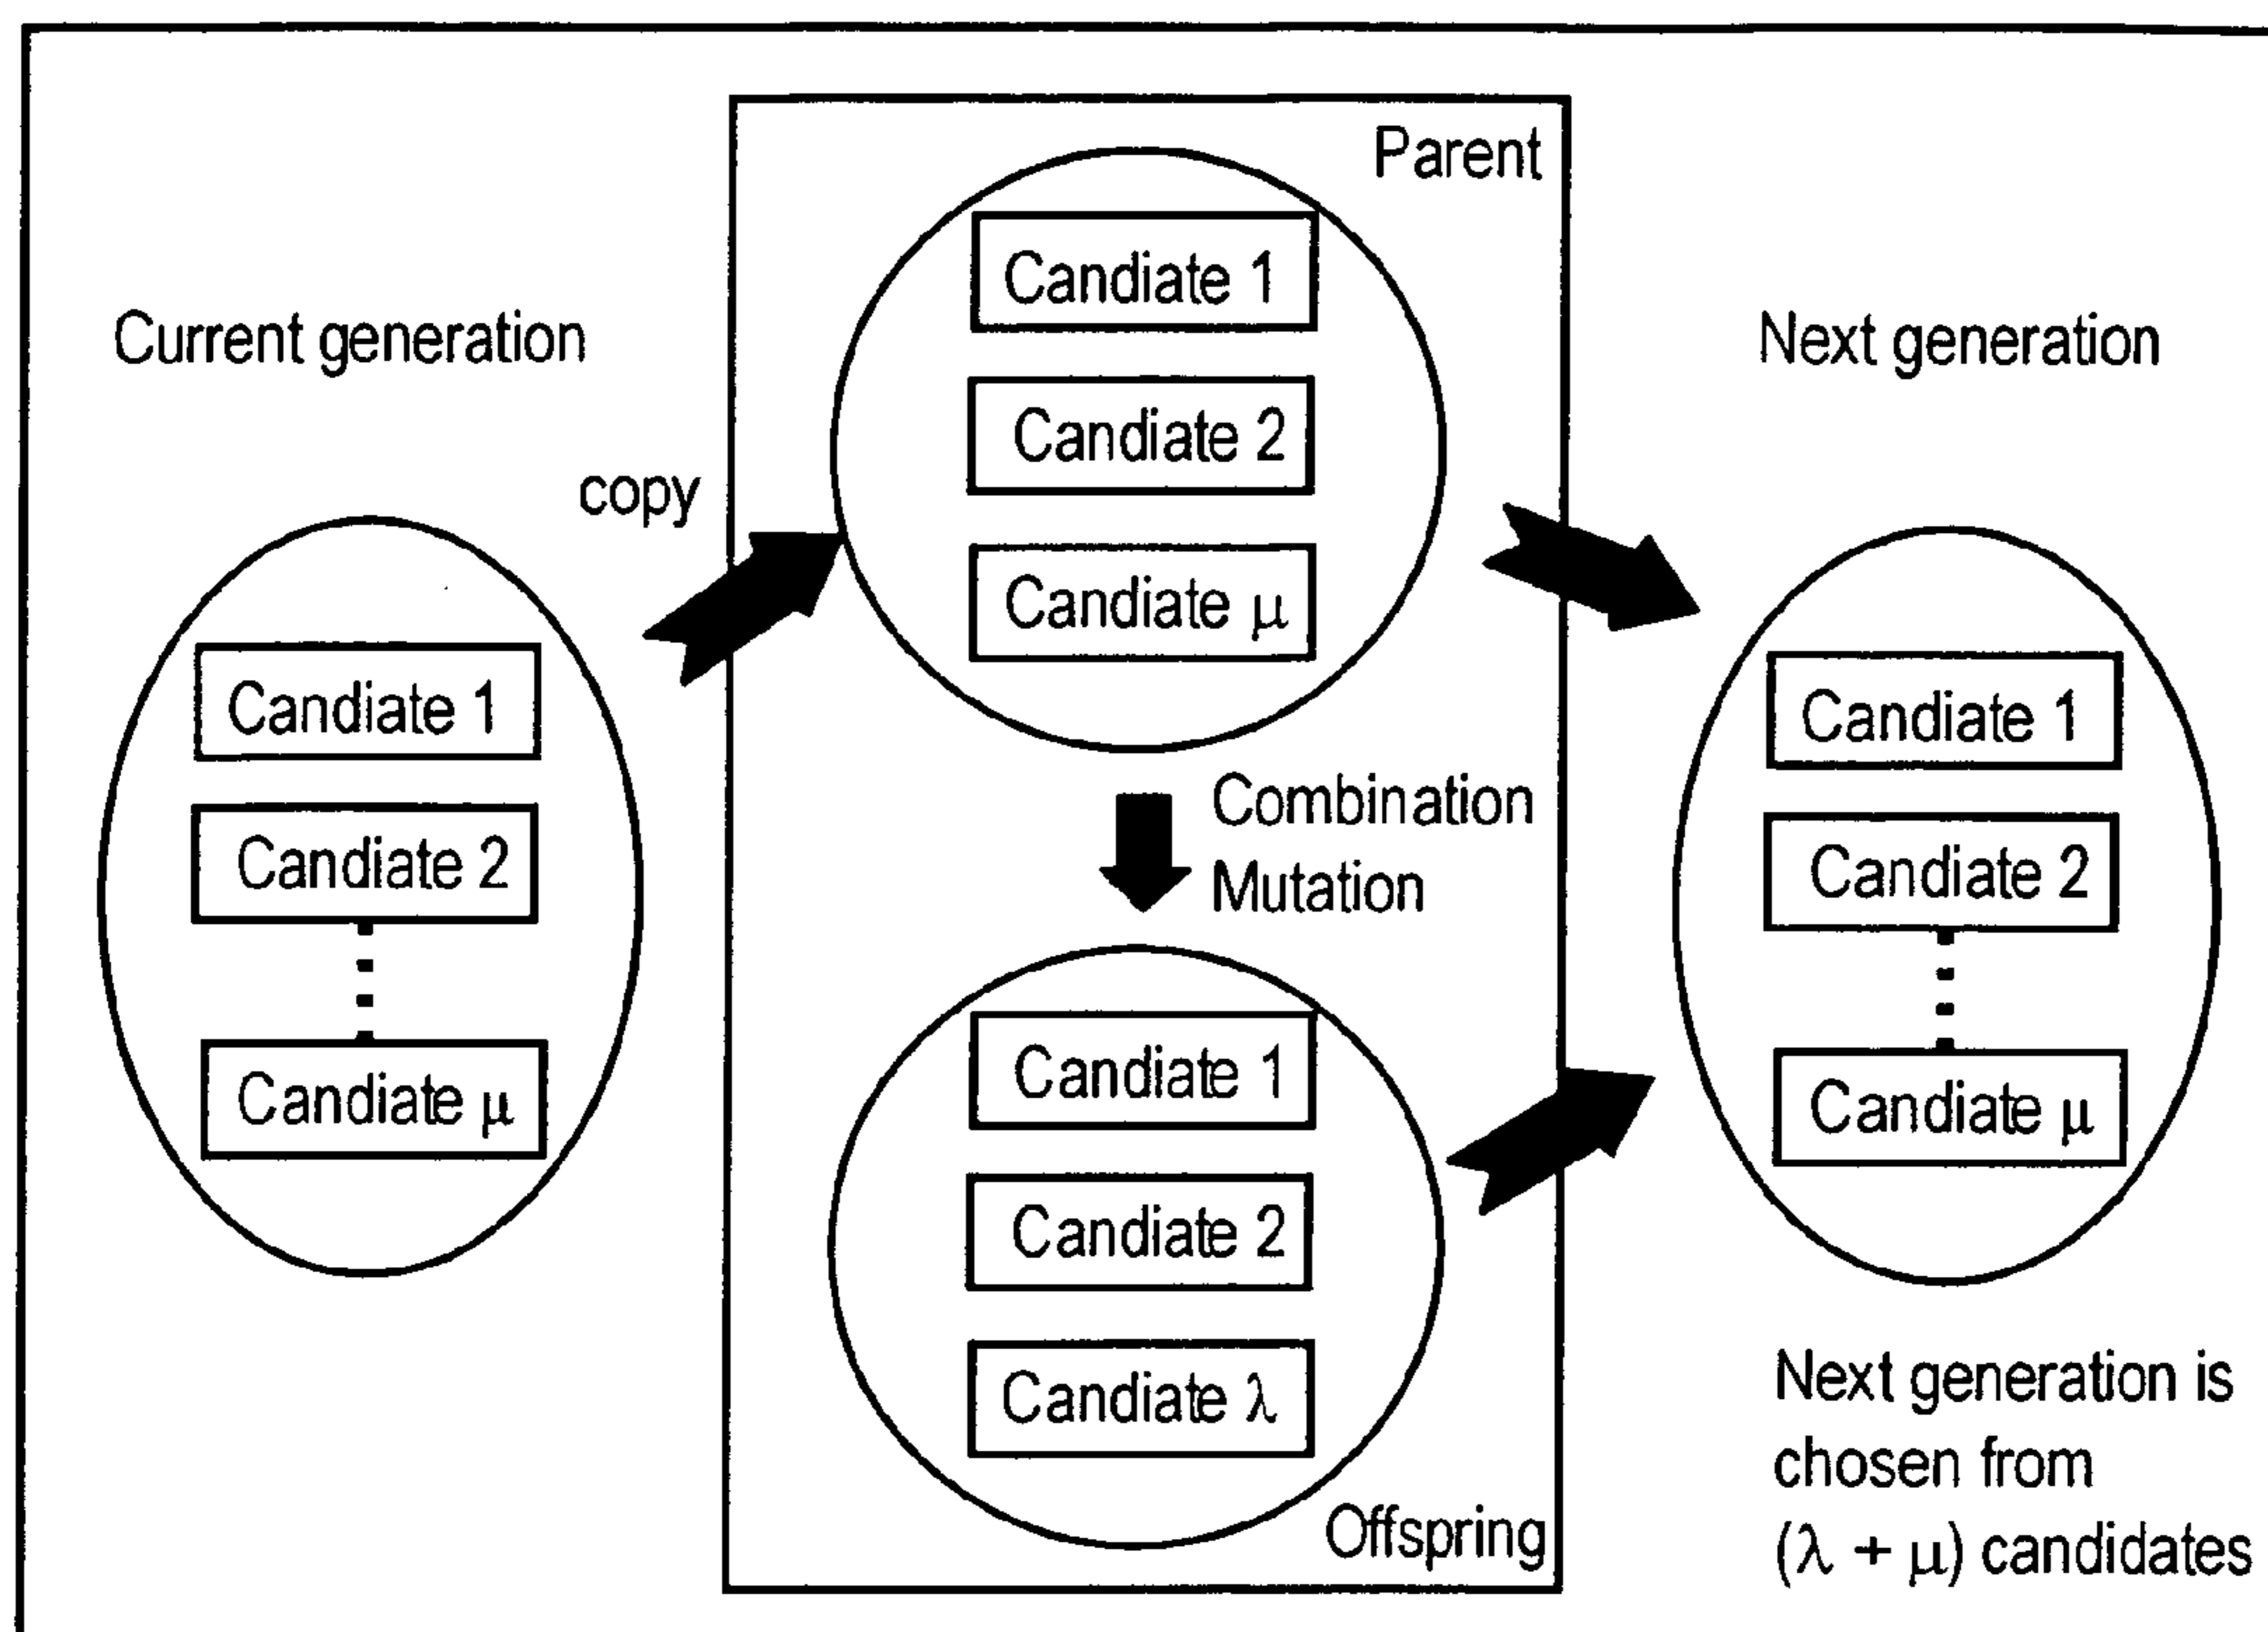 Current generation
Candiate 1
Candiate 2
Candiate μ
copy
Parent
Candiate 1
Candiate 2
Candiate μ
Combination
Mutation
Candiate 1
Candiate 2
Candiate λ
Offspring
Next generation
Candiate 1
Candiate 2
Candiate μ
Next generation is
chosen from
(λ + μ) candidates